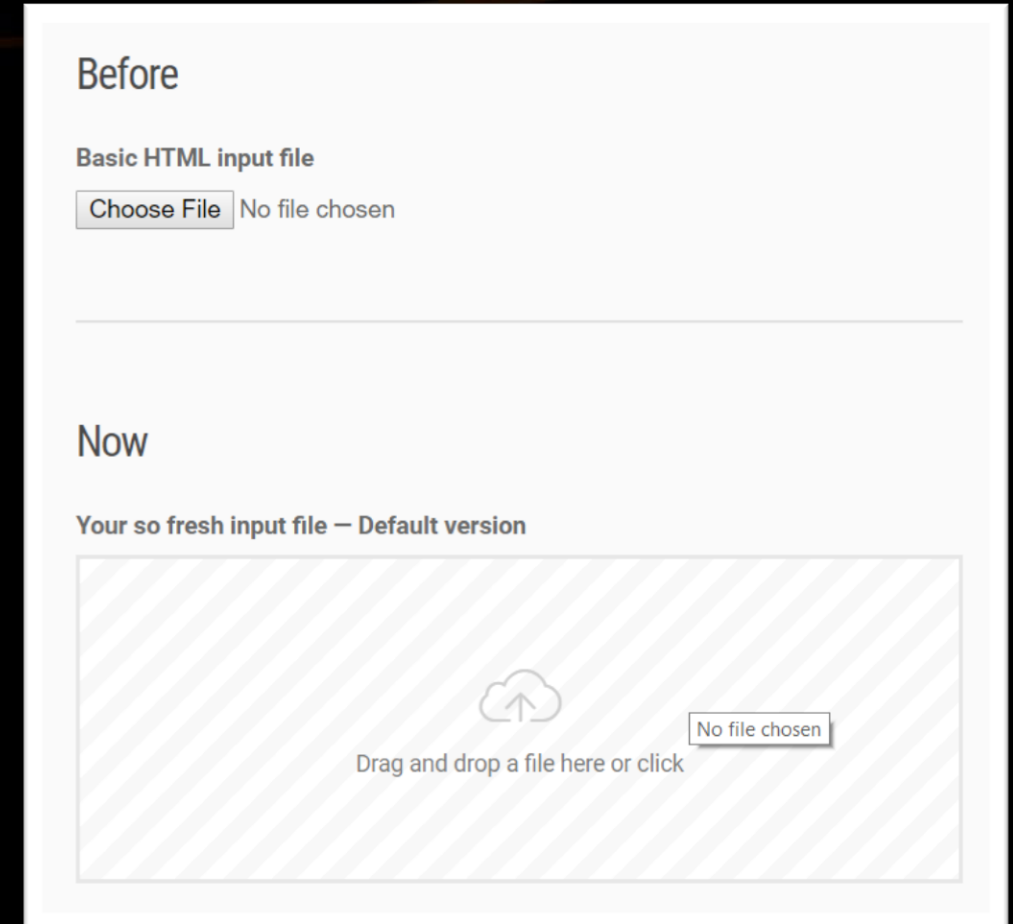 Before
Basic HTML input file
Choose File No file chosen
Now
Your so fresh input file — Default version
No file chosen
Drag and drop a file here or click